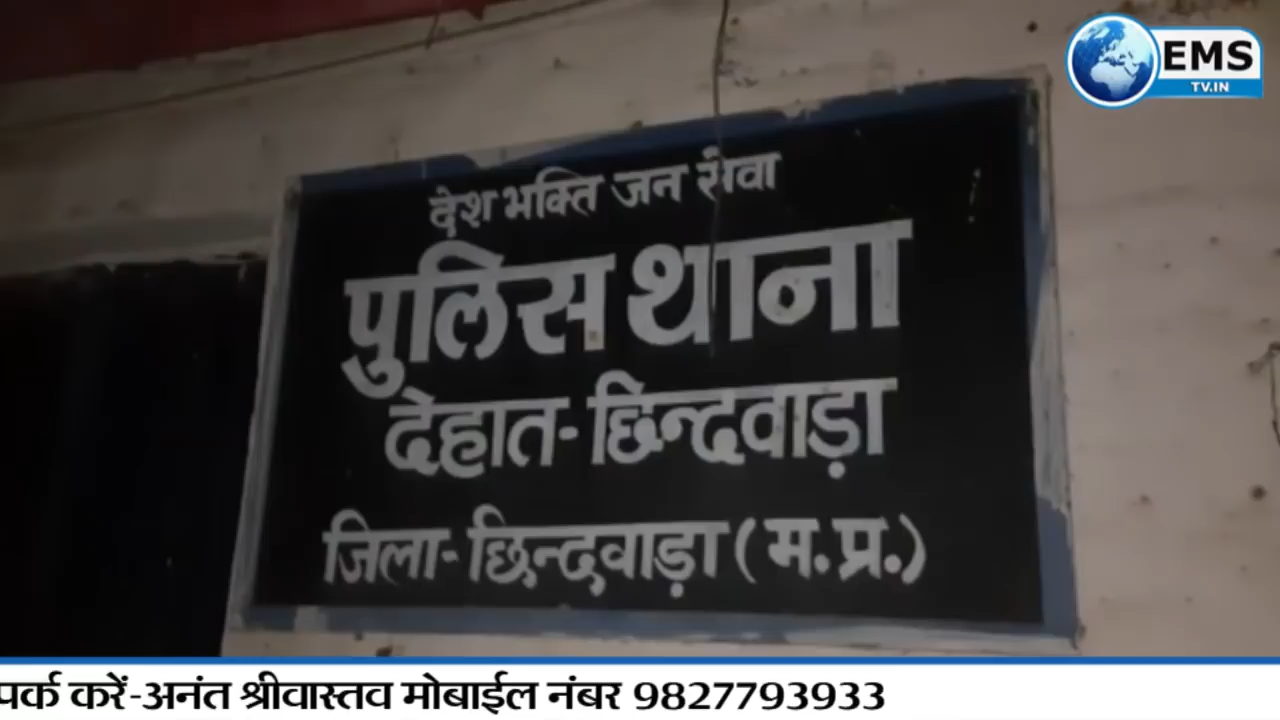 EMS
TV.IN
देश भक्ति जन सेवा
पुलिस थाना
देहात-छिन्दवाड़ा
जिला-छिन्दवाड़ा (म.प्र.)
पर्क करें-अनंत श्रीवास्तव मोबाईल नंबर 9827793933